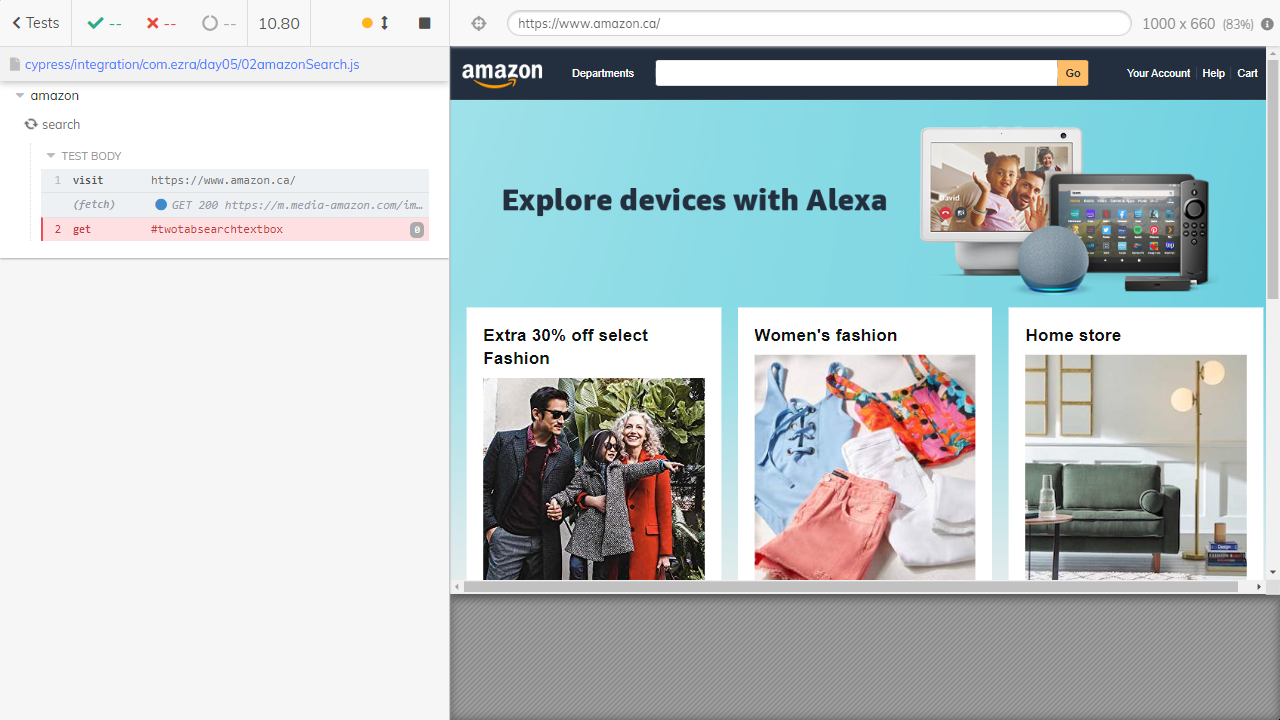 Tests
--
--
--
10.80
https://www.amazon.ca/
1000 x 660 (83%)
cypress/integration/com.ezra/day05/02amazonSearch.js
amazon
search
TEST BODY
1 visit https://www.amazon.ca/
(fetch) GET 200 https://m.media-amazon.com/im…
2 get #twotabsearchtextbox 0
amazon
Departments
Go
Your Account
Help
Cart
Explore devices with Alexa
David
Extra 30% off select
Fashion
Women's fashion
Home store